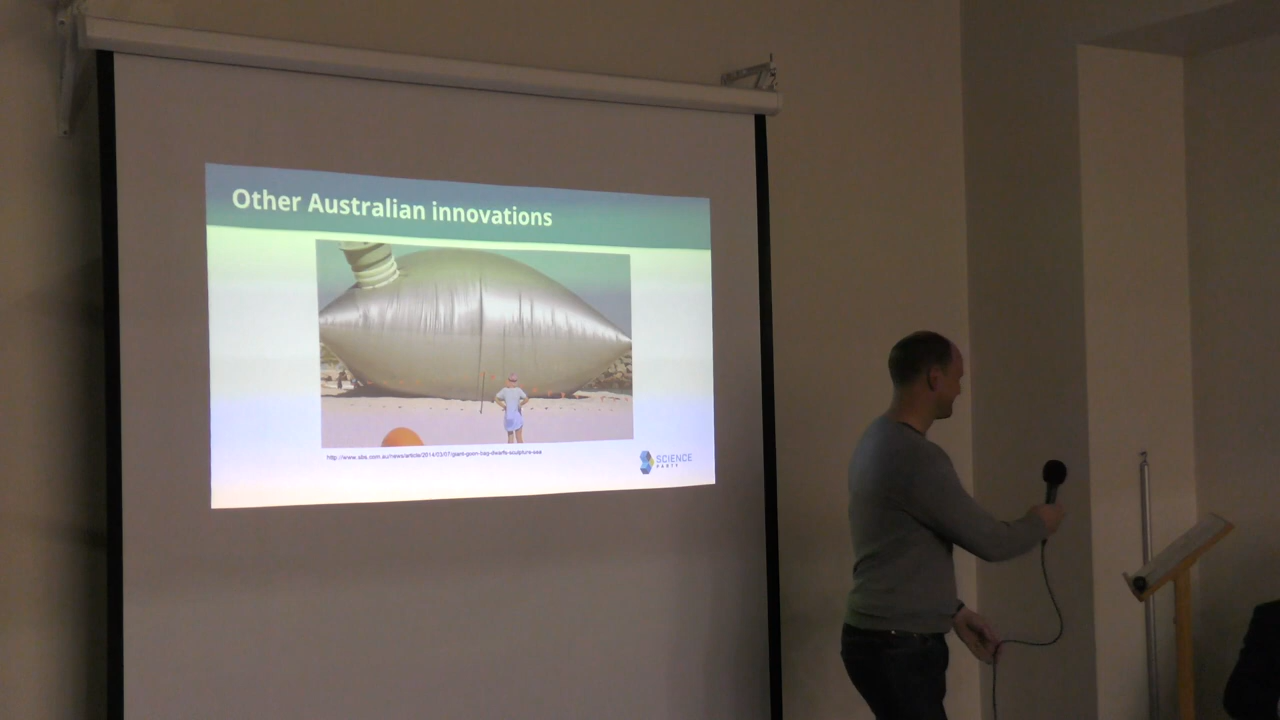 Other Australian innovations
http://www.sbs.com.au/news/article/2014/03/07/giant-goon-bag-dwarfs-sculpture-sea
SCIENCE
PARTY